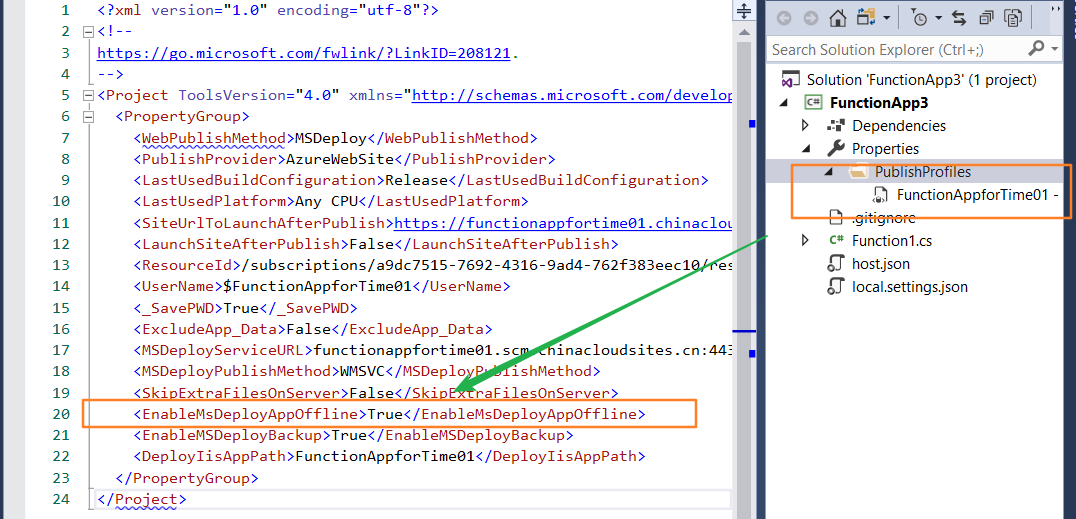 1 <?xml version="1.0" encoding="utf-8"?>
2 <!--
3 https://go.microsoft.com/fwlink/?LinkID=208121.
4 -->
5 <Project ToolsVersion="4.0" xmlns="http://schemas.microsoft.com/develop
6 <PropertyGroup>
7 <WebPublishMethod>MSDeploy</WebPublishMethod>
8 <PublishProvider>AzureWebSite</PublishProvider>
9 <LastUsedBuildConfiguration>Release</LastUsedBuildConfiguration>
10 <LastUsedPlatform>Any CPU</LastUsedPlatform>
11 <SiteUrlToLaunchAfterPublish>https://functionappfortime01.chinaclou
12 <LaunchSiteAfterPublish>False</LaunchSiteAfterPublish>
13 <ResourceId>/subscriptions/a9dc7515-7692-4316-9ad4-762f383eec10/res
14 <UserName>$FunctionAppforTime01</UserName>
15 <_SavePWD>True</_SavePWD>
16 <ExcludeApp_Data>False</ExcludeApp_Data>
17 <MSDeployServiceURL>functionappfortime01.scm.chinacloudsites.cn:443
18 <MSDeployPublishMethod>WMSVC</MSDeployPublishMethod>
19 <SkipExtraFilesOnServer>False</SkipExtraFilesOnServer>
20 <EnableMsDeployAppOffline>True</EnableMsDeployAppOffline>
21 <EnableMSDeployBackup>True</EnableMSDeployBackup>
22 <DeployIisAppPath>FunctionAppforTime01</DeployIisAppPath>
23 </PropertyGroup>
24 </Project>
Search Solution Explorer (Ctrl+;)
Solution 'FunctionApp3' (1 project)
C# FunctionApp3
Dependencies
Properties
PublishProfiles
FunctionAppforTime01 -
.gitignore
C# Function1.cs
host.json
local.settings.json